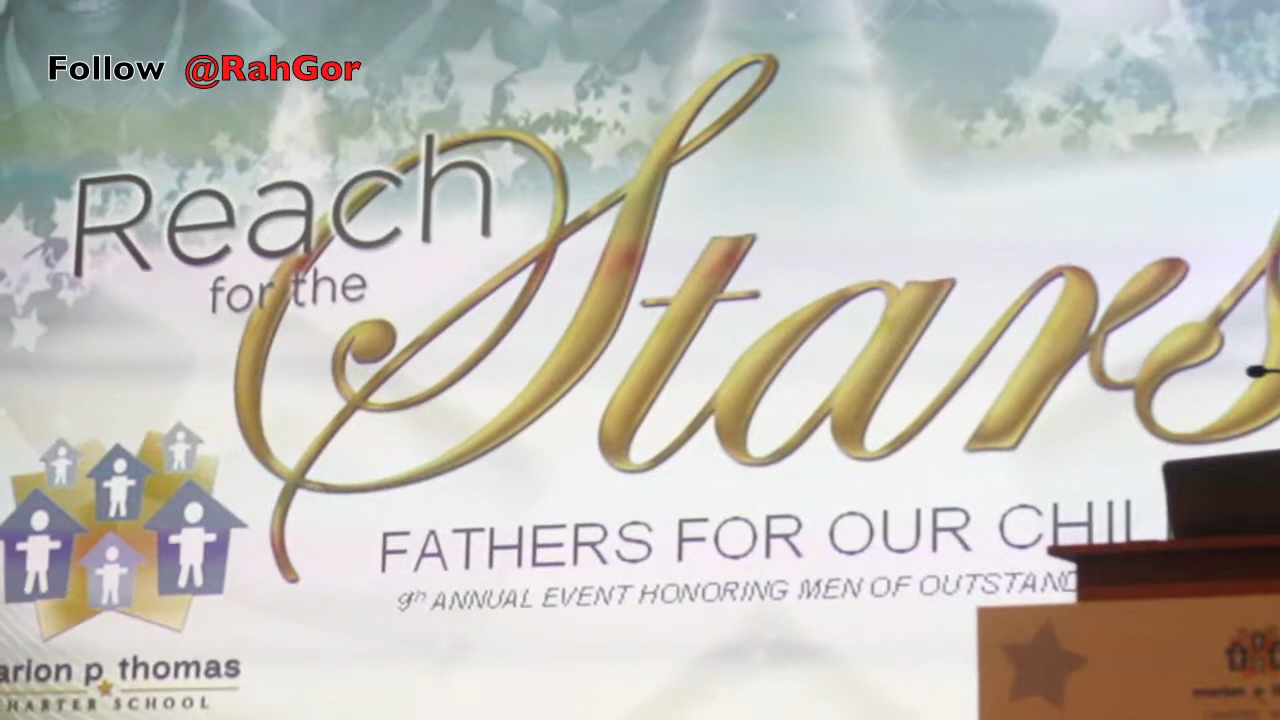 Follow @RahGor
Reach
for the
Stars
FATHERS FOR OUR CHIL
9th ANNUAL EVENT HONORING MEN OF OUTSTAND
arion p thomas
HARTER SCHOOL